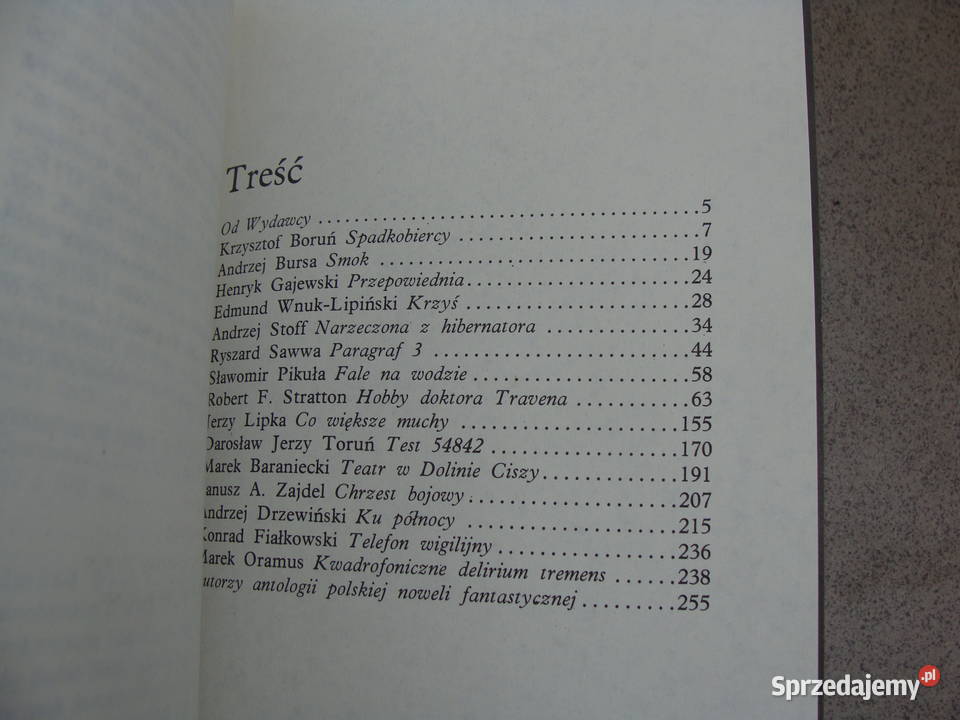 Treść
Od Wydawcy ........................................5
Krzysztof Boruń Spadkobiercy ..........................7
Andrzej Bursa Smok ..............................19
Henryk Gajewski Przepowiednia.....................24
Edmund Wnuk-Lipiński Krzyś .....................28
Andrzej Stoff Narzeczona z hibernatora ..............34
Ryszard Sawwa Paragraf 3 ........................44
Sławomir Pikuła Fale na wodzie ....................58
Robert F. Stratton Hobby doktora Travena ...........63
Jerzy Lipka Co większe muchy ....................155
Darosław Jerzy Toruń Test 54842 ..................170
Marek Baraniecki Teatr w Dolinie Ciszy.............191
anusz A. Zajdel Chrzest bojowy....................207
Andrzej Drzewiński Ku północy ....................215
Konrad Fiałkowski Telefon wigilijny.................236
Marek Oramus Kwadrofoniczne delirium tremens ......238
utorzy antologii polskiej noweli fantastycznej.........255
Sprzedajemy.pl